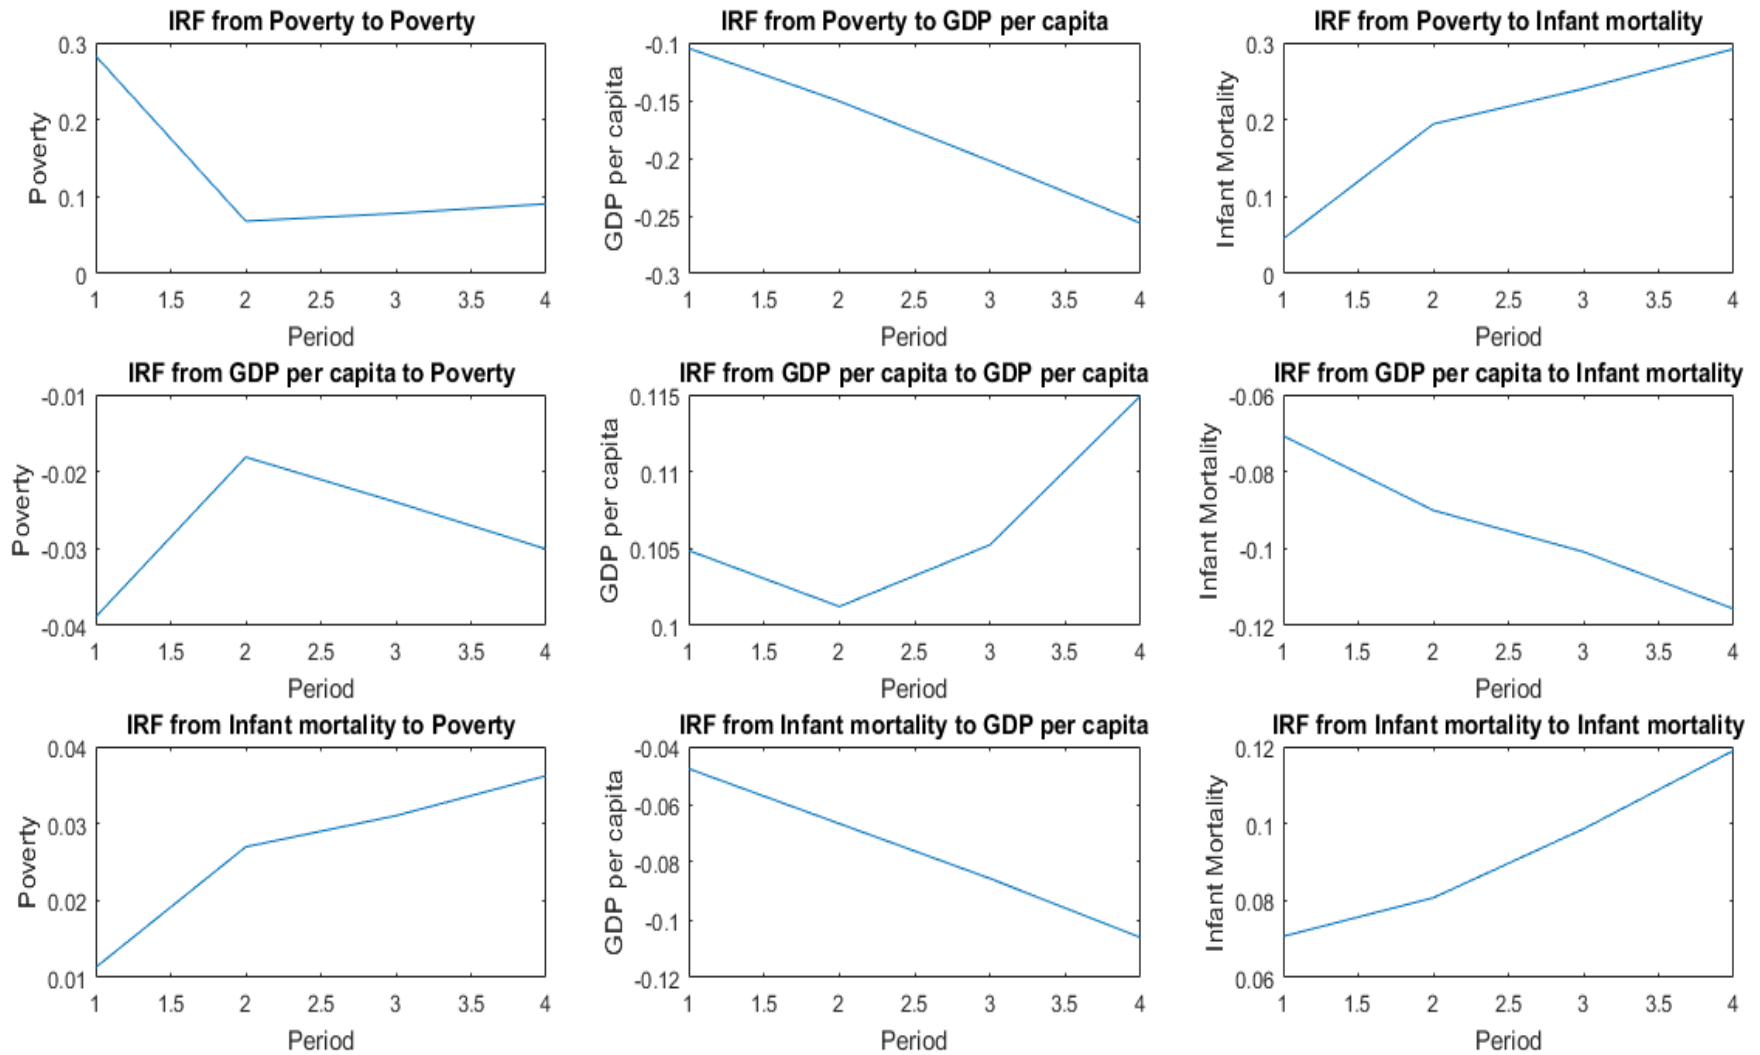 IRF from Poverty to Poverty
0.3
0.2
0.1
0
Poverty
1 1.5 2 2.5 3 3.5 4
Period
IRF from Poverty to GDP per capita
-0.1
-0.15
-0.2
-0.25
-0.3
GDP per capita
1 1.5 2 2.5 3 3.5 4
Period
IRF from Poverty to Infant mortality
0.3
0.2
0.1
0
Infant Mortality
1 1.5 2 2.5 3 3.5 4
Period
IRF from GDP per capita to Poverty
-0.01
-0.02
-0.03
-0.04
Poverty
1 1.5 2 2.5 3 3.5 4
Period
IRF from GDP per capita to GDP per capita
0.115
0.11
0.105
0.1
GDP per capita
1 1.5 2 2.5 3 3.5 4
Period
IRF from GDP per capita to Infant mortality
-0.06
-0.08
-0.1
-0.12
Infant Mortality
1 1.5 2 2.5 3 3.5 4
Period
IRF from Infant mortality to Poverty
0.04
0.03
0.02
0.01
Poverty
1 1.5 2 2.5 3 3.5 4
Period
IRF from Infant mortality to GDP per capita
-0.04
-0.06
-0.08
-0.1
-0.12
GDP per capita
1 1.5 2 2.5 3 3.5 4
Period
IRF from Infant mortality to Infant mortality
0.12
0.1
0.08
0.06
Infant Mortality
1 1.5 2 2.5 3 3.5 4
Period